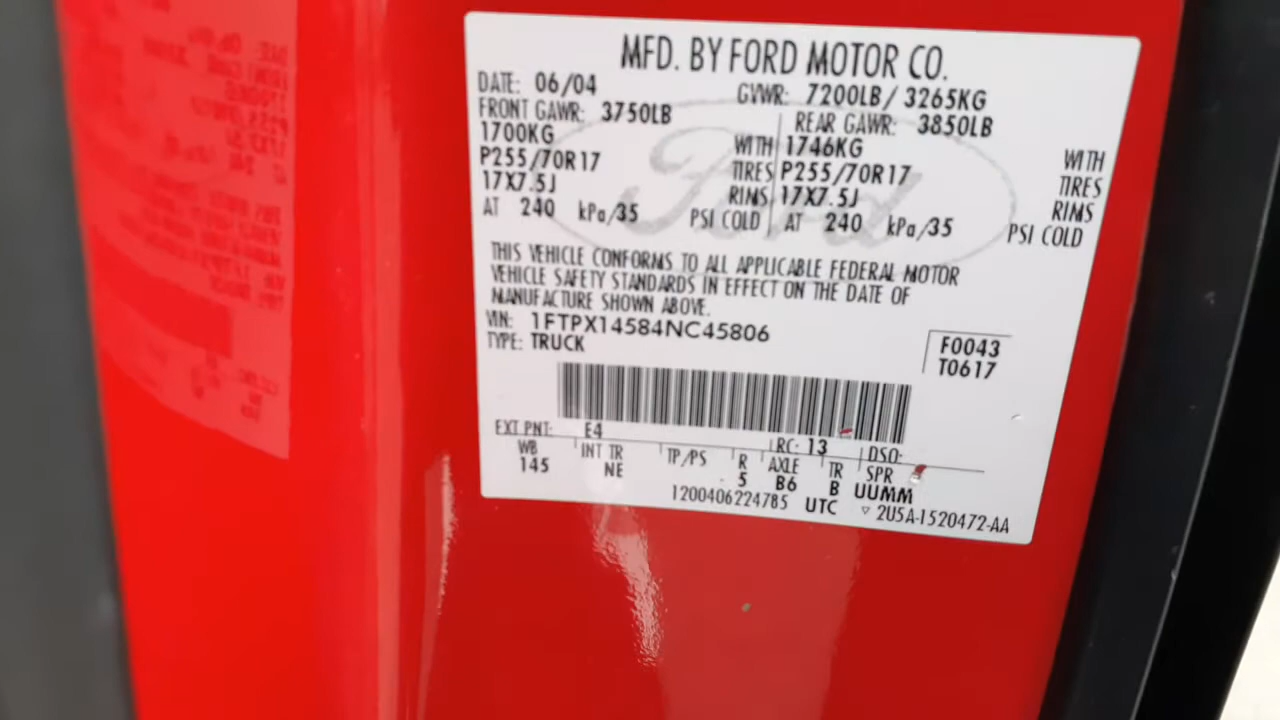 MFD. BY FORD MOTOR CO.
DATE: 06/04 GVWR: 7200LB / 3265KG
FRONT GAWR: 3750LB REAR GAWR: 3850LB
1700KG WITH 1746KG WITH
P255/70R17 TIRES P255/70R17 TIRES
17X7.5J RIMS 17X7.5J RIMS
AT 240 kPa/35 PSI COLD AT 240 kPa/35 PSI COLD
Ford
THIS VEHICLE CONFORMS TO ALL APPLICABLE FEDERAL MOTOR
VEHICLE SAFETY STANDARDS IN EFFECT ON THE DATE OF
MANUFACTURE SHOWN ABOVE.
VIN: 1FTPX14584NC45806
TYPE: TRUCK
F0043
T0617
EXT PNT: E4 RC: 13 DSO:
WB INT TR TP/PS R AXLE TR SPR
145 NE 5 B6 B UUMM
1200406224785 UTC ▽ 2U5A-1520472-AA